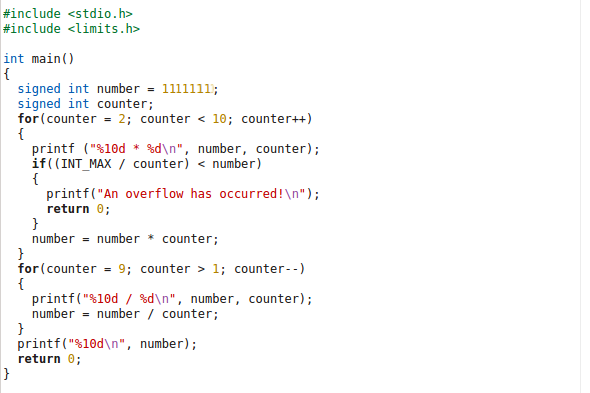 #include <stdio.h>
#include <limits.h>
int main()
{
  signed int number = 1111111;
  signed int counter;
  for(counter = 2; counter < 10; counter++)
  {
    printf ("%10d * %d\n", number, counter);
    if((INT_MAX / counter) < number)
    {
      printf("An overflow has occurred!\n");
      return 0;
    }
    number = number * counter;
  }
  for(counter = 9; counter > 1; counter--)
  {
    printf("%10d / %d\n", number, counter);
    number = number / counter;
  }
  printf("%10d\n", number);
  return 0;
}